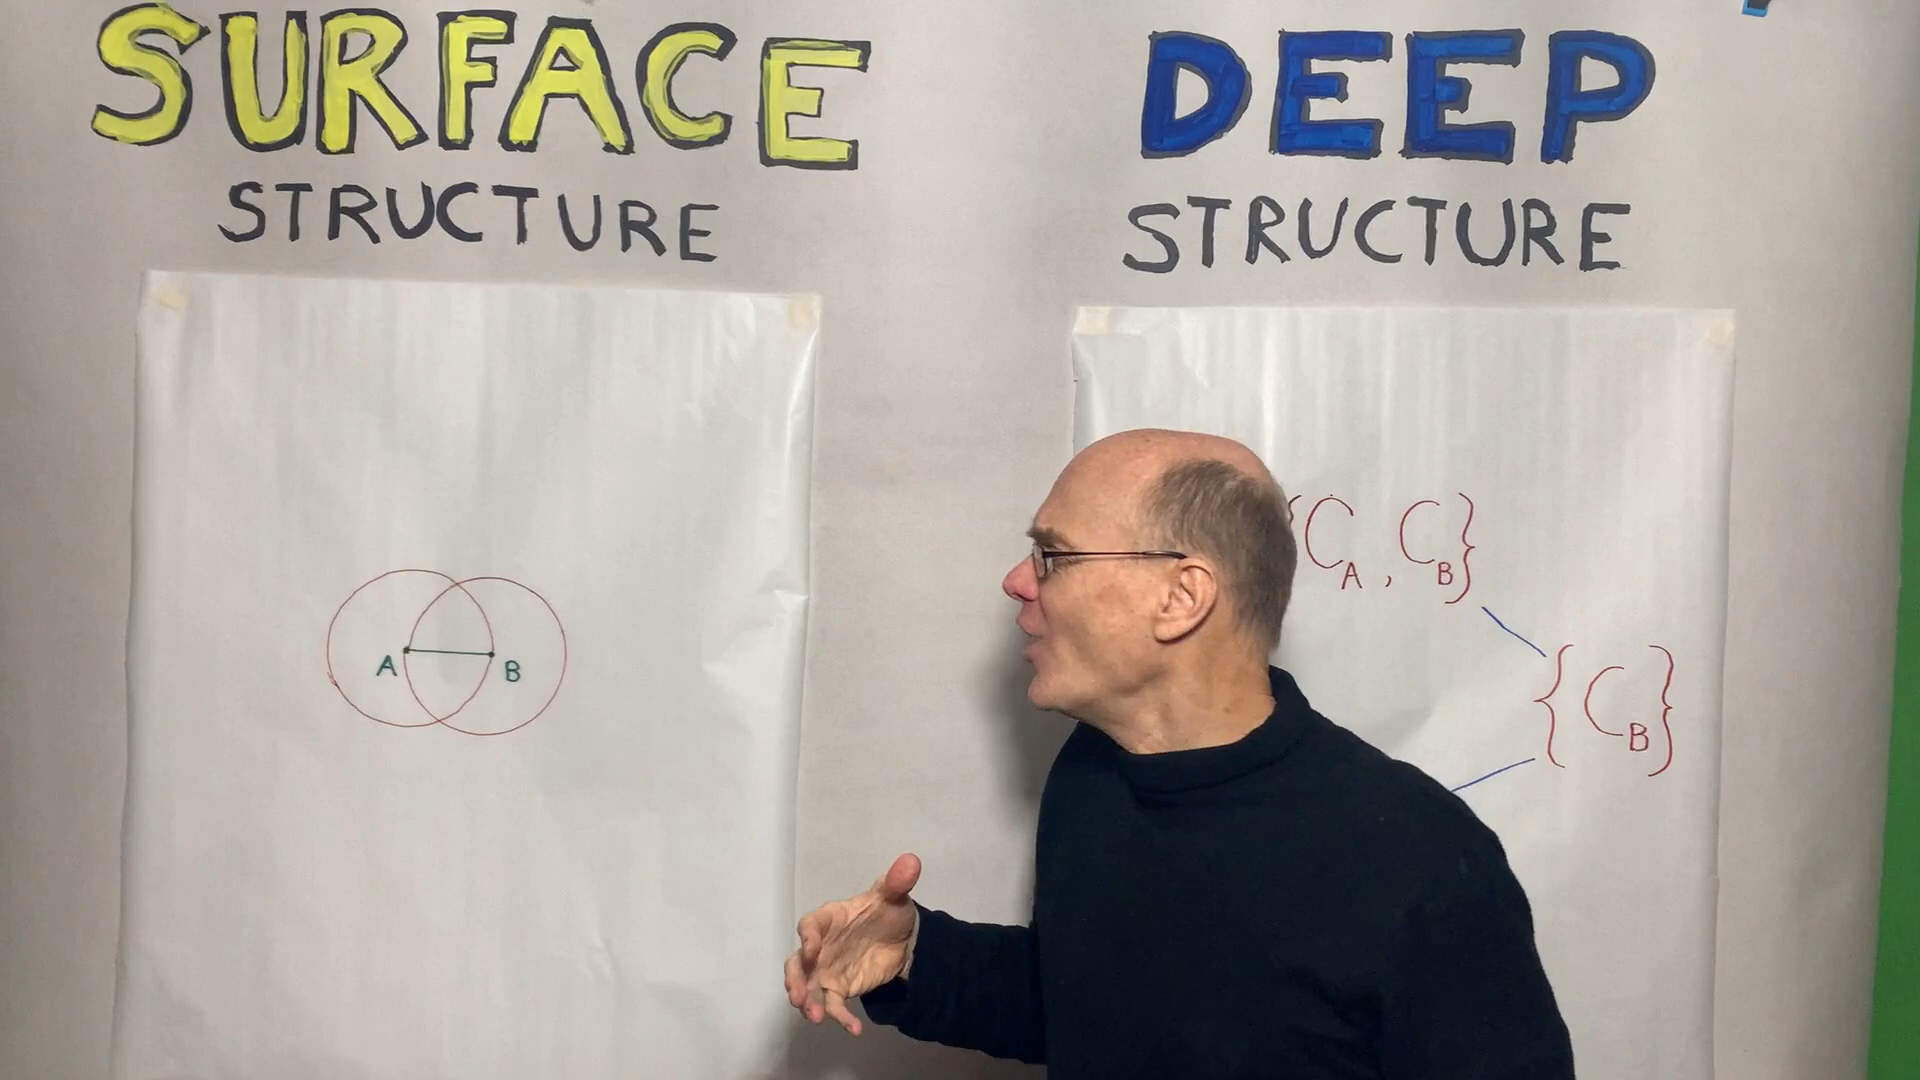 SURFACE
STRUCTURE
A B
DEEP
STRUCTURE
{C_A, C_B}
{C_B}